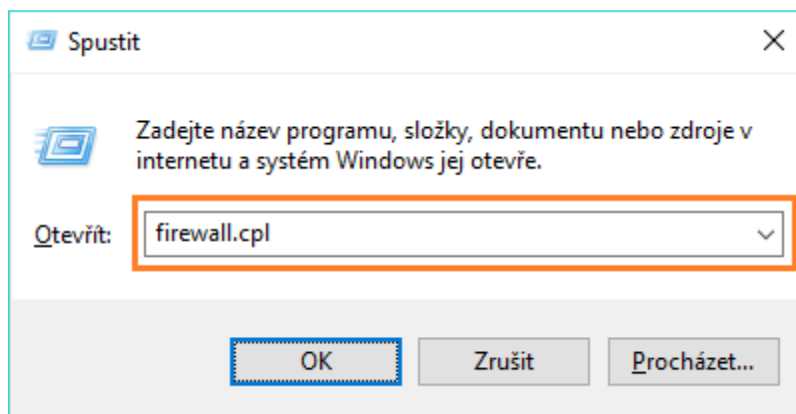 Spustit
Zadejte název programu, složky, dokumentu nebo zdroje v
internetu a systém Windows jej otevře.
Otevřít: firewall.cpl
OK Zrušit Procházet...